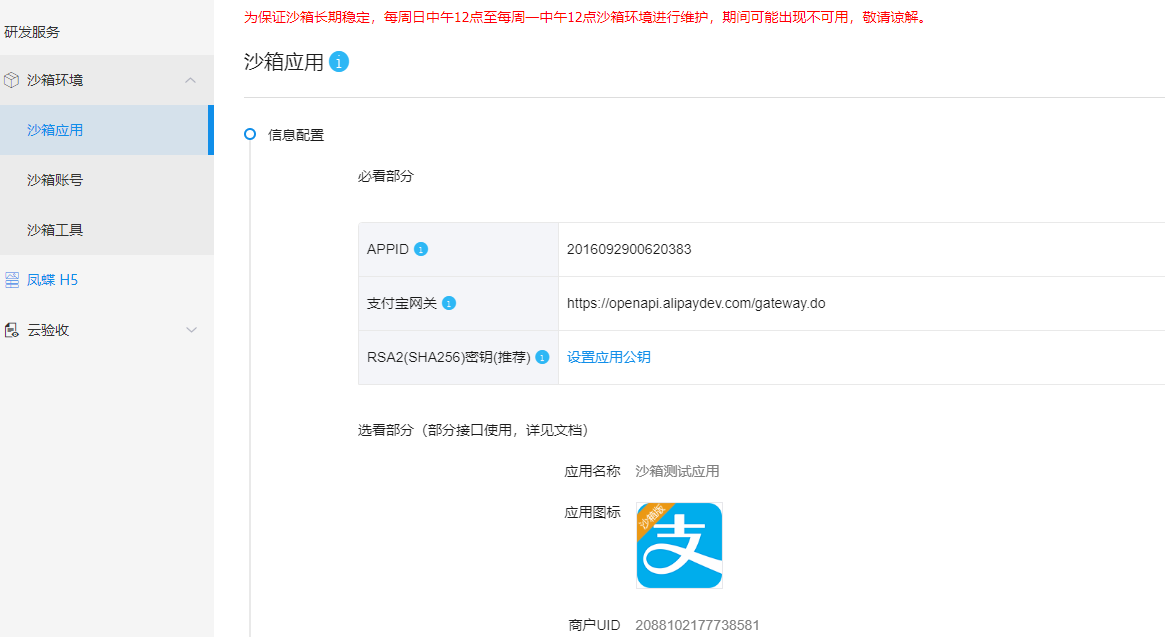 为保证沙箱长期稳定，每周日中午12点至每周一中午12点沙箱环境进行维护，期间可能出现不可用，敬请谅解。
研发服务
沙箱环境
沙箱应用
沙箱账号
沙箱工具
凤蝶 H5
云验收
沙箱应用
信息配置
必看部分
APPID 2016092900620383
支付宝网关 https://openapi.alipaydev.com/gateway.do
RSA2(SHA256)密钥(推荐) 设置应用公钥
选看部分（部分接口使用，详见文档）
应用名称 沙箱测试应用
应用图标
沙箱版
支
商户UID 2088102177738581